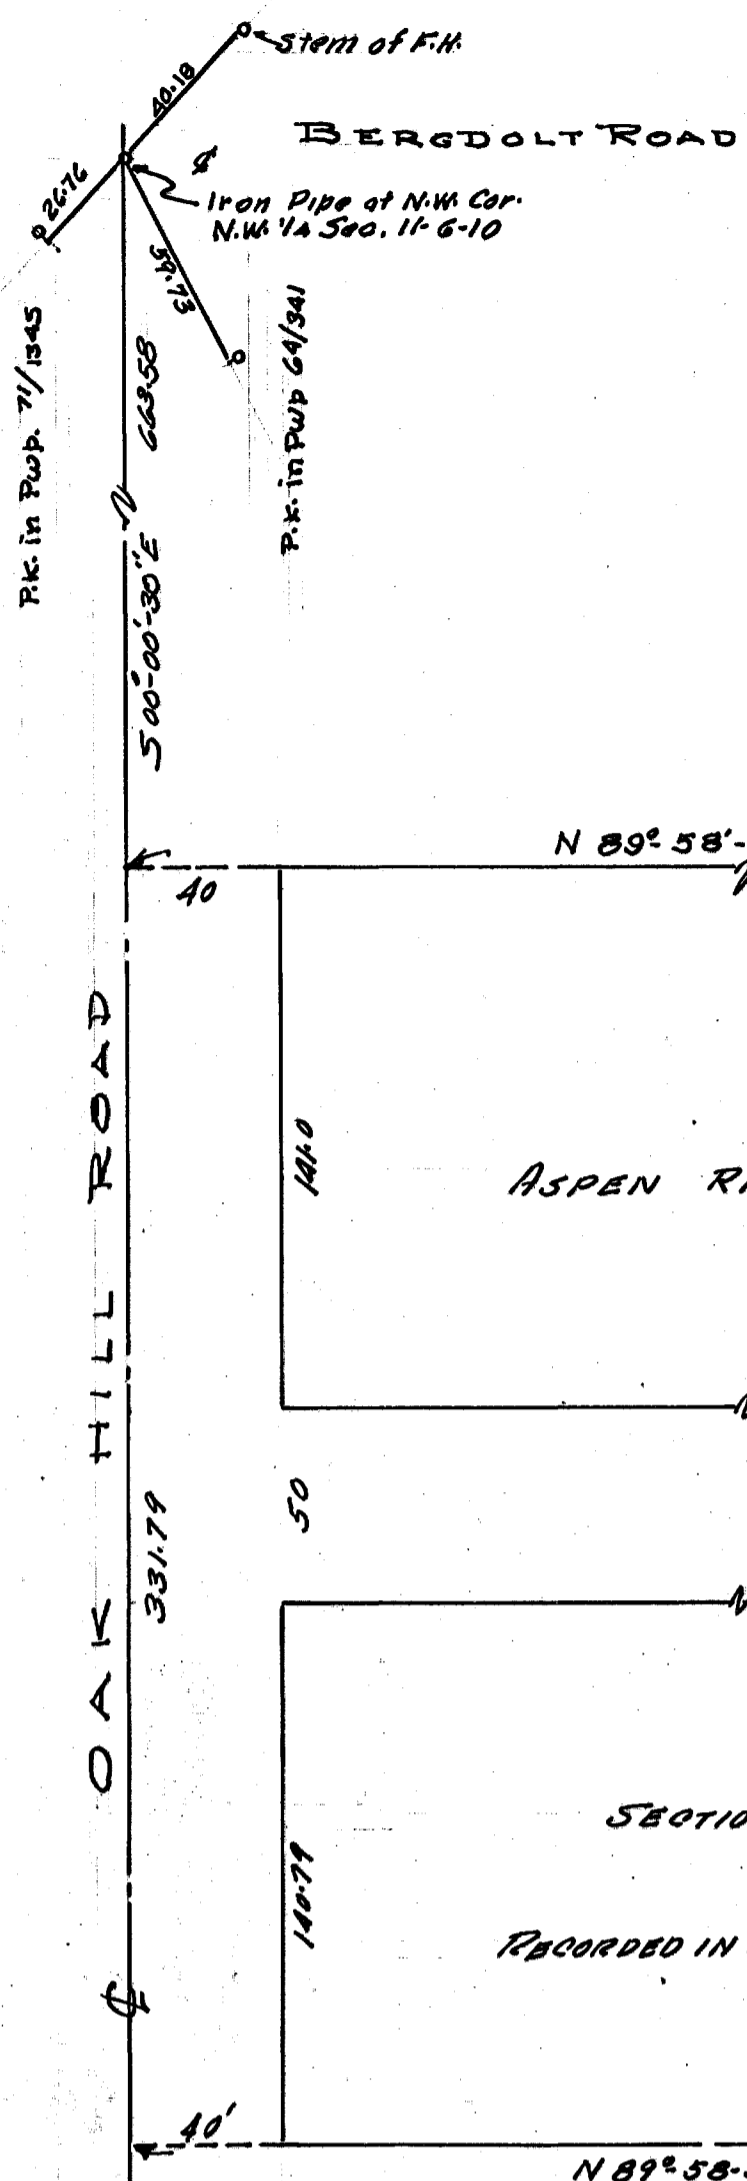 stem of F.H.
40.18
BERGDOLT ROAD
℄
26.76
Iron Pipe at N.W. Cor.
N.W. 1/4 Sec. 11-6-10
59.73
P.K. in Pwp. 71/1345
663.58
P.K. in Pwp 64/341
S 00°-00'-30"E
N 89°-58'-
40
OAK HILL ROAD
141.0
ASPEN
50
331.79
140.79
RECORDED IN
℄
40'
N 89°-58-